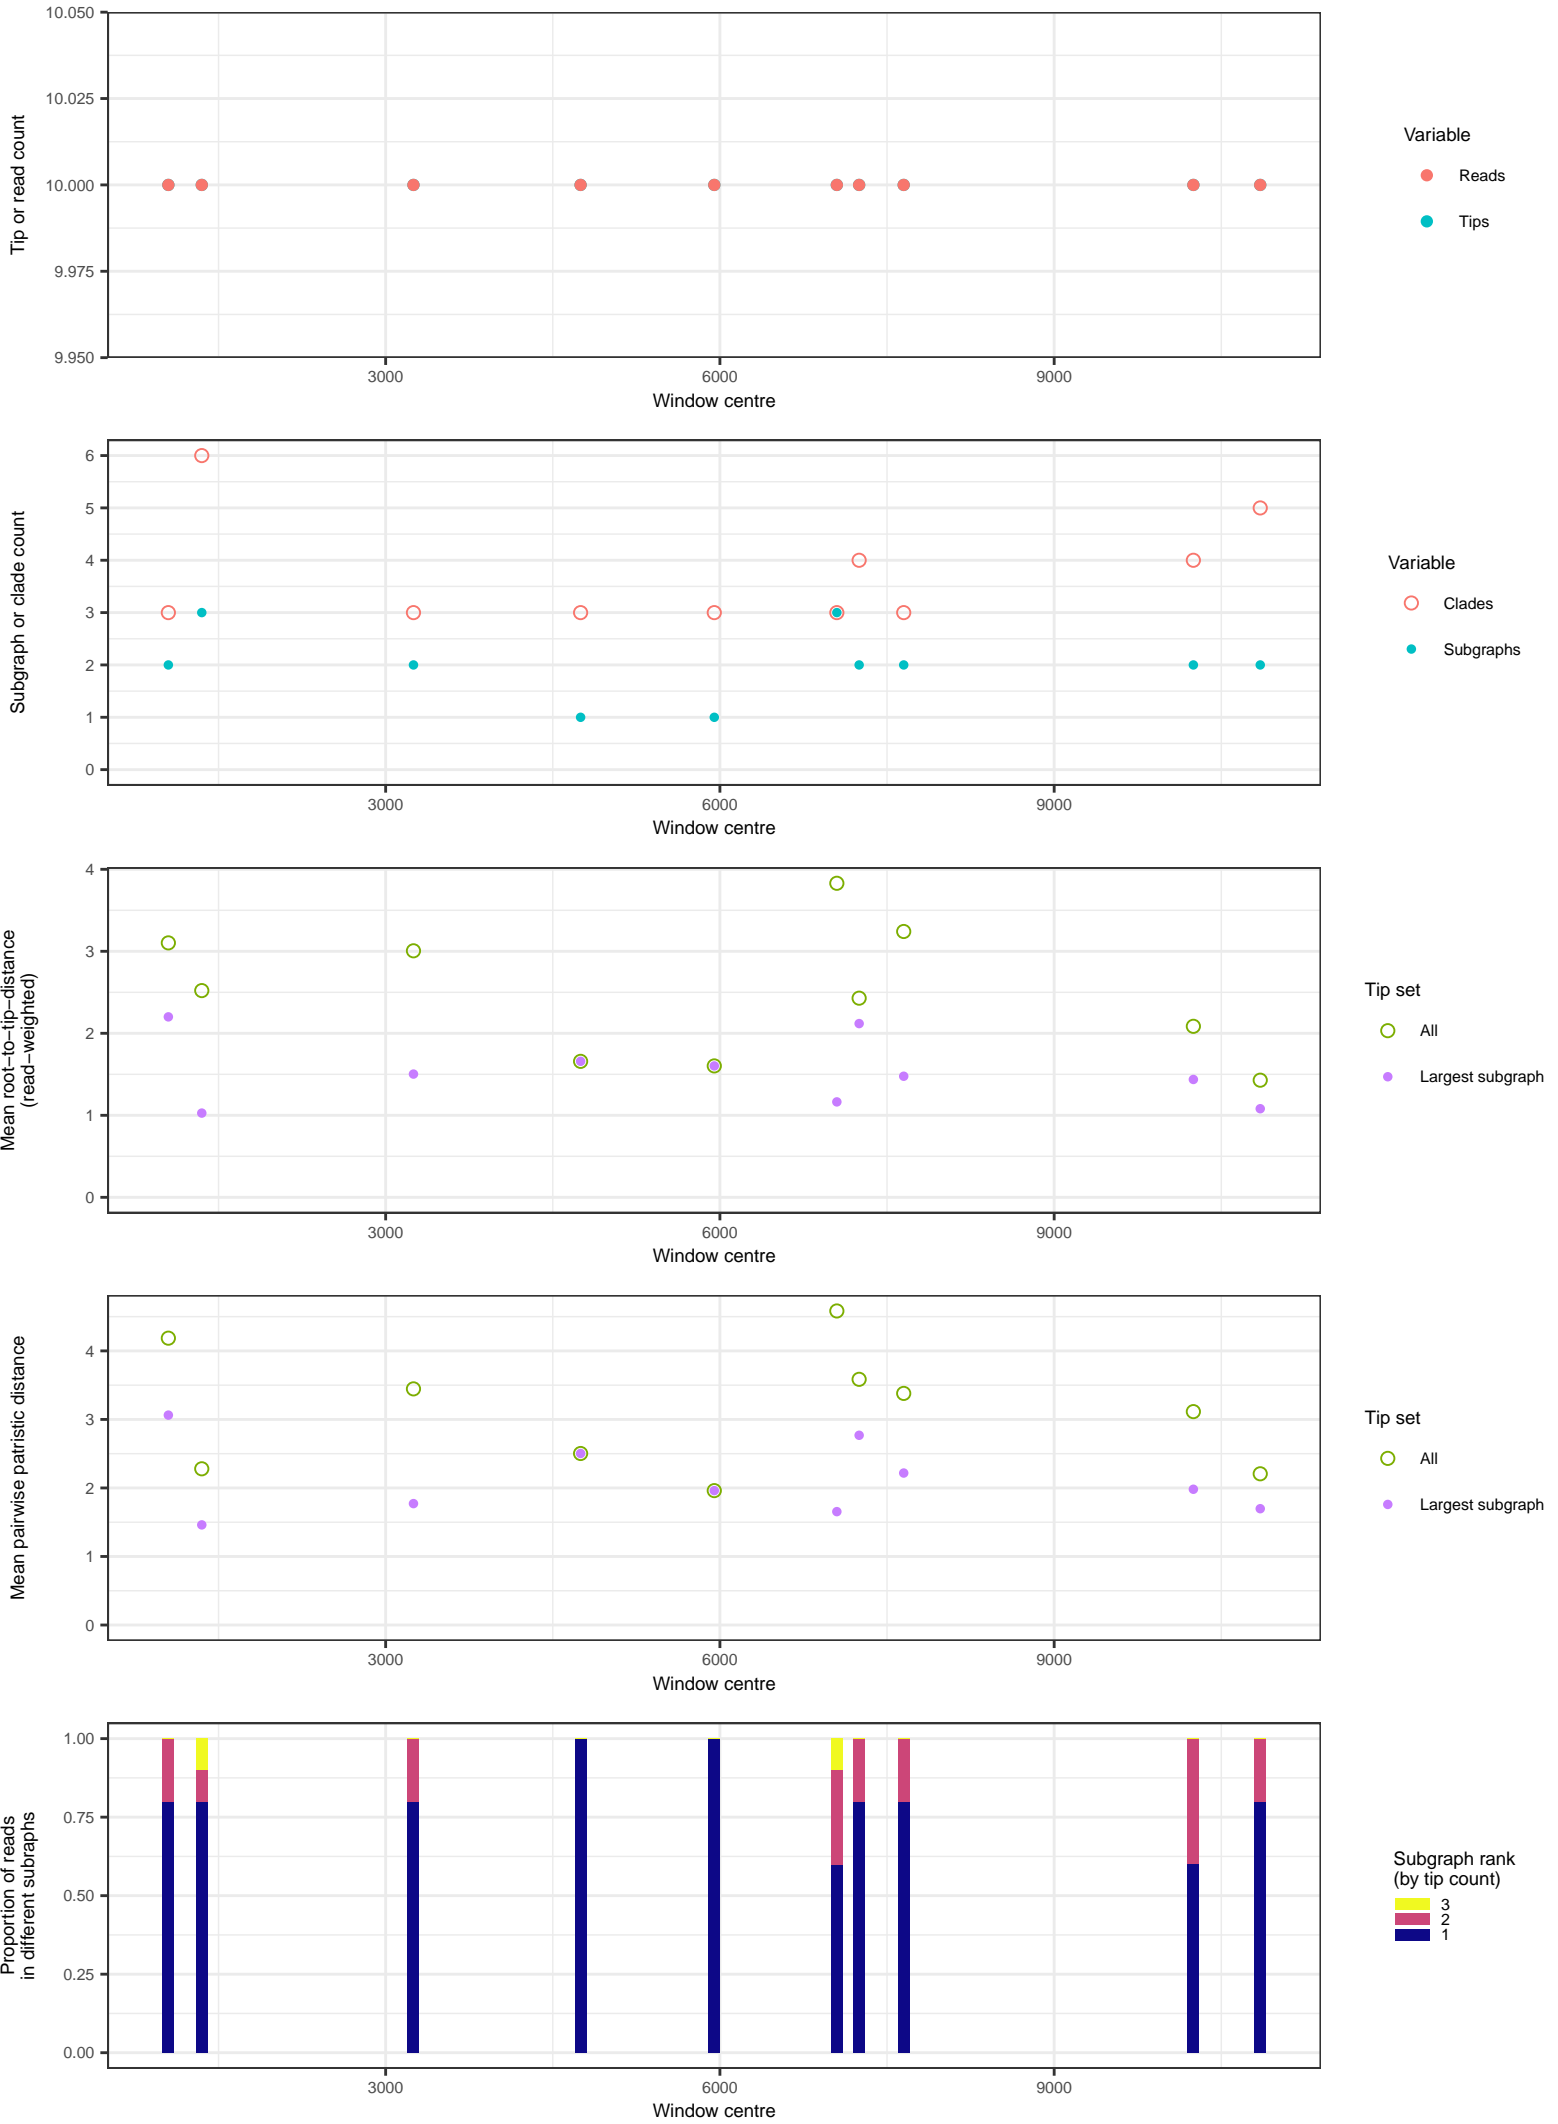 10.050
10.025
10.000
9.975
9.950
Tip or read count
3000 6000 9000
Window centre
Variable
Reads
Tips
6
5
4
3
2
1
0
Subgraph or clade count
3000 6000 9000
Window centre
Variable
Clades
Subgraphs
4
3
2
1
0
Mean root−to−tip−distance
(read−weighted)
3000 6000 9000
Window centre
Tip set
All
Largest subgraph
4
3
2
1
0
Mean pairwise patristic distance
3000 6000 9000
Window centre
Tip set
All
Largest subgraph
1.00
0.75
0.50
0.25
0.00
Proportion of reads
in different subraphs
3000 6000 9000
Window centre
Subgraph rank
(by tip count)
3
2
1